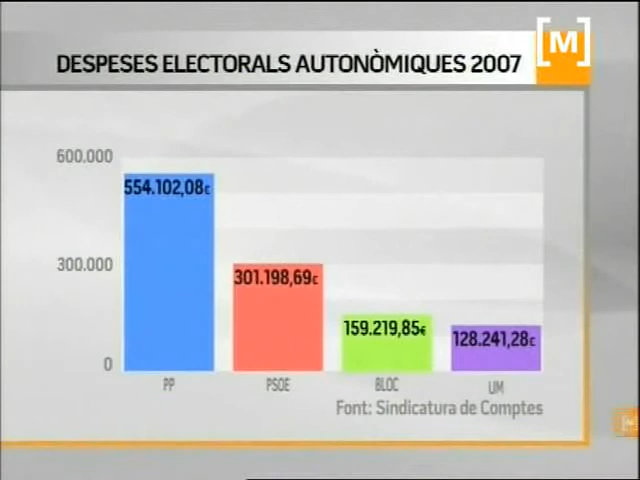 [M]
DESPESES ELECTORALS AUTONÒMIQUES 2007
600.000
554.102,08€
300.000
301.198,69€
159.219,85€
128.241,28€
0
PP
PSOE
BLOC
UM
Font: Sindicatura de Comptes
[M]